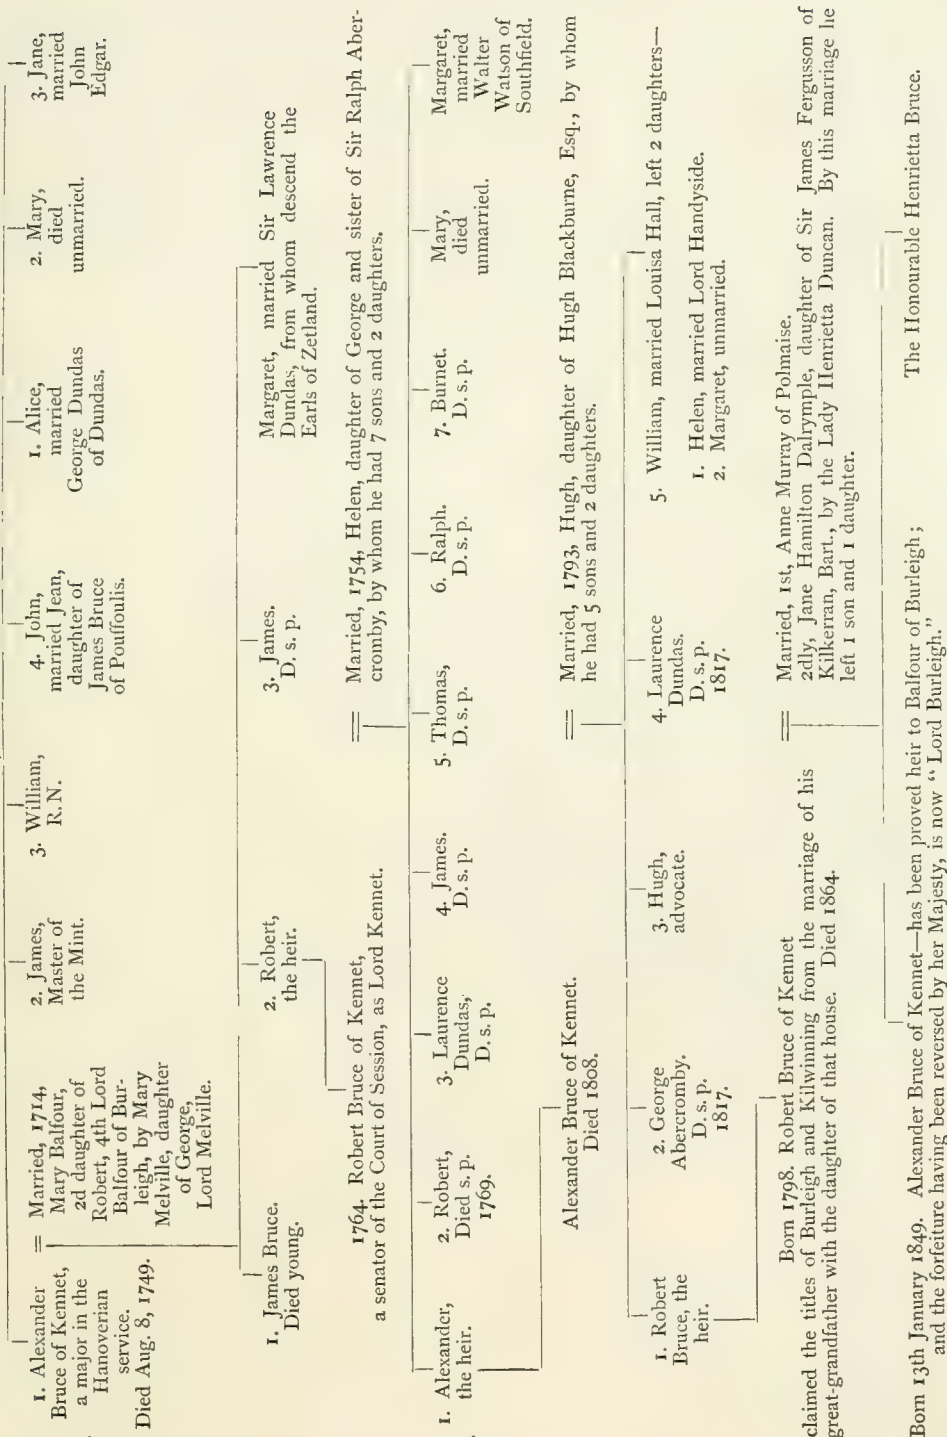 1. Alexander
Bruce of Kennet,
a major in the
Hanoverian
service.
Died Aug. 8, 1749.
=
Married, 1714,
Mary Balfour,
2d daughter of
Robert, 4th Lord
Balfour of Bur-
leigh, by Mary
Melville, daughter
of George,
Lord Melville.
2. James,
Master of
the Mint.
3. William,
R.N.
4. John,
married Jean,
daughter of
James Bruce
of Pouffoulis.
1. Alice,
married
George Dundas
of Dundas.
2. Mary,
died
unmarried.
3. Jane,
married
John
Edgar.
1. James Bruce.
Died young.
2. Robert,
the heir.
3. James.
D. s. p.
Margaret, married Sir Lawrence
Dundas, from whom descend the
Earls of Zetland.
1764. Robert Bruce of Kennet,
a senator of the Court of Session, as Lord Kennet.
=
Married, 1754, Helen, daughter of George and sister of Sir Ralph Aber-
cromby, by whom he had 7 sons and 2 daughters.
1. Alexander,
the heir.
2. Robert,
Died s. p.
1769.
3. Laurence
Dundas,
D. s. p.
4. James.
D. s. p.
5. Thomas,
D. s. p.
6. Ralph.
D. s. p.
7. Burnet.
D. s. p.
Mary,
died
unmarried.
Margaret,
married
Walter
Watson of
Southfield.
Alexander Bruce of Kennet.
Died 1808.
=
Married, 1793, Hugh, daughter of Hugh Blackburne, Esq., by whom
he had 5 sons and 2 daughters.
1. Robert
Bruce, the
heir.
2. George
Abercromby.
D. s. p.
1817.
3. Hugh,
advocate.
4. Laurence
Dundas.
D. s. p.
1817.
5. William, married Louisa Hall, left 2 daughters—
1. Helen, married Lord Handyside.
2. Margaret, unmarried.
Born 1798. Robert Bruce of Kennet
claimed the titles of Burleigh and Kilwinning from the marriage of his
great-grandfather with the daughter of that house. Died 1864.
=
Married, 1st, Anne Murray of Polmaise.
2dly, Jane Hamilton Dalrymple, daughter of Sir James Fergusson of
Kilkerran, Bart., by the Lady Henrietta Duncan. By this marriage he
left 1 son and 1 daughter.
Born 13th January 1849. Alexander Bruce of Kennet—has been proved heir to Balfour of Burleigh;
and the forfeiture having been reversed by her Majesty, is now "Lord Burleigh."
The Honourable Henrietta Bruce.